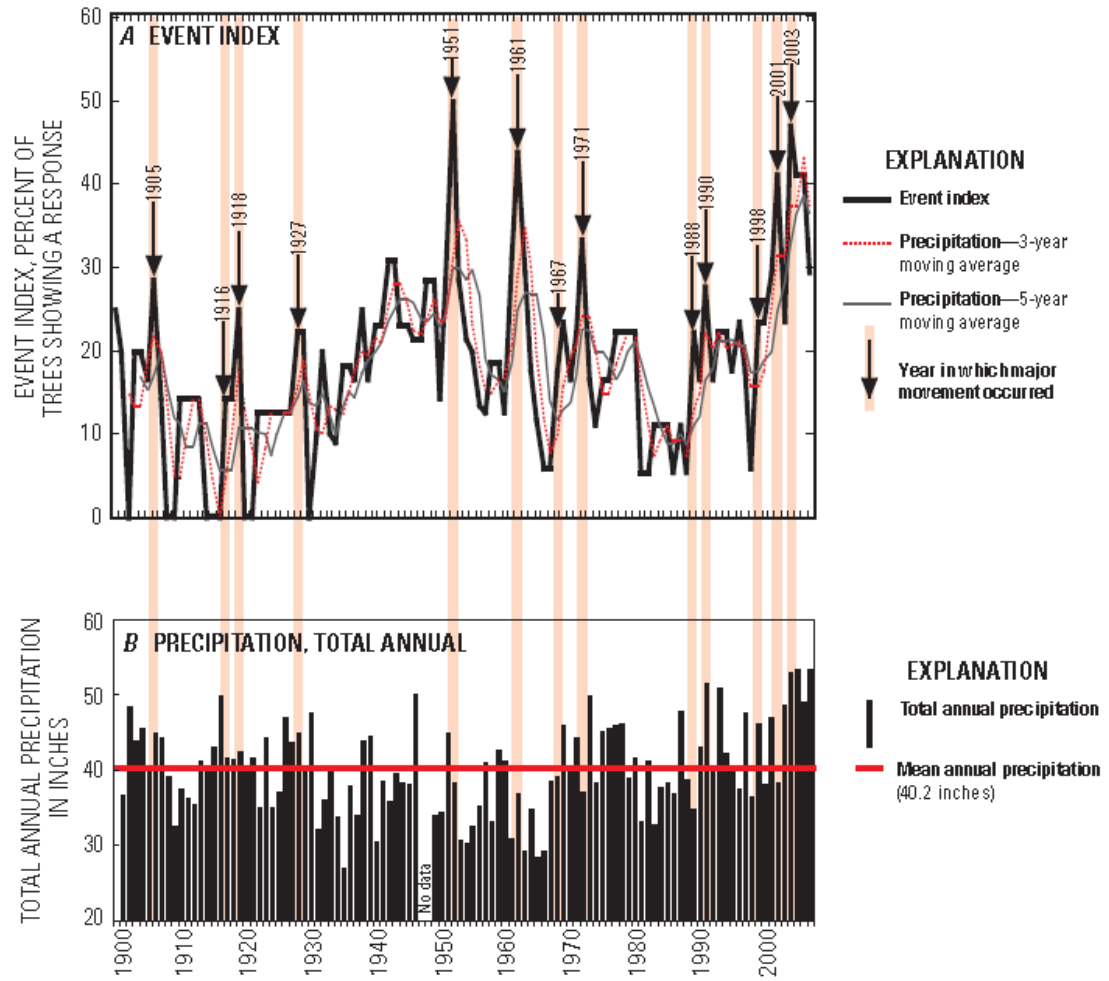 A EVENT INDEX
60
50
40
30
20
10
0
EVENT INDEX, PERCENT OF
TREES SHOWING A RESPONSE
1905
1916
1918
1927
1951
1961
1967
1971
1988
1990
1998
2001
2003
EXPLANATION
Event index
Precipitation—3-year
moving average
Precipitation—5-year
moving average
Year in which major
movement occurred
B PRECIPITATION, TOTAL ANNUAL
60
50
40
30
20
TOTAL ANNUAL PRECIPITATION
IN INCHES
No data
1900
1910
1920
1930
1940
1950
1960
1970
1980
1990
2000
EXPLANATION
Total annual precipitation
Mean annual precipitation
(40.2 inches)